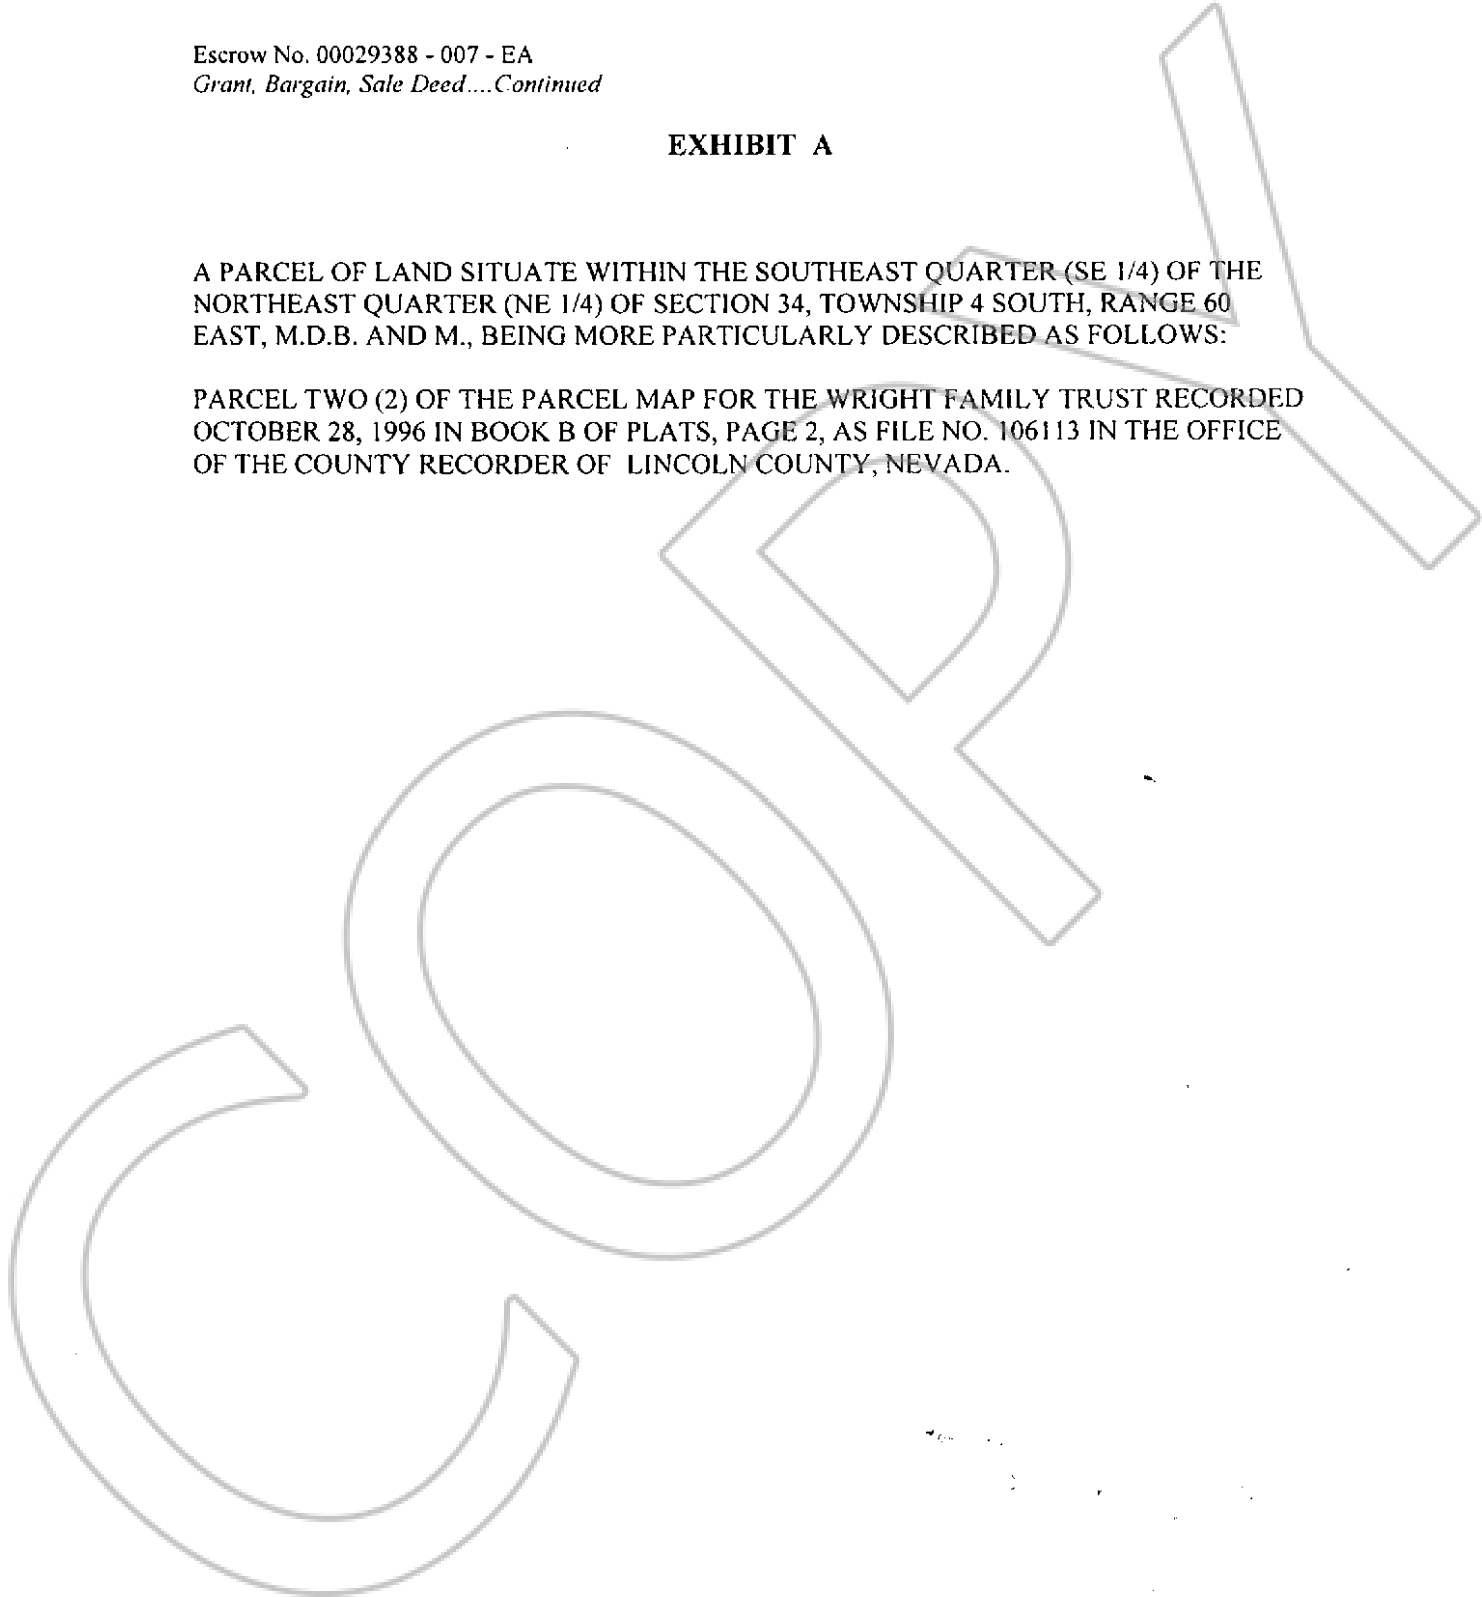 Escrow No. 00029388 - 007 - EA
Grant, Bargain, Sale Deed....Continued
EXHIBIT A
A PARCEL OF LAND SITUATE WITHIN THE SOUTHEAST QUARTER (SE 1/4) OF THE
NORTHEAST QUARTER (NE 1/4) OF SECTION 34, TOWNSHIP 4 SOUTH, RANGE 60
EAST, M.D.B. AND M., BEING MORE PARTICULARLY DESCRIBED AS FOLLOWS:
PARCEL TWO (2) OF THE PARCEL MAP FOR THE WRIGHT FAMILY TRUST RECORDED
OCTOBER 28, 1996 IN BOOK B OF PLATS, PAGE 2, AS FILE NO. 106113 IN THE OFFICE
OF THE COUNTY RECORDER OF LINCOLN COUNTY, NEVADA.
COPY